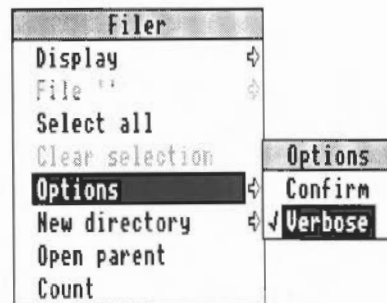 Filer
Display
File ''
Select all
Clear selection
Options
New directory
Open parent
Count
Options
Confirm
Verbose